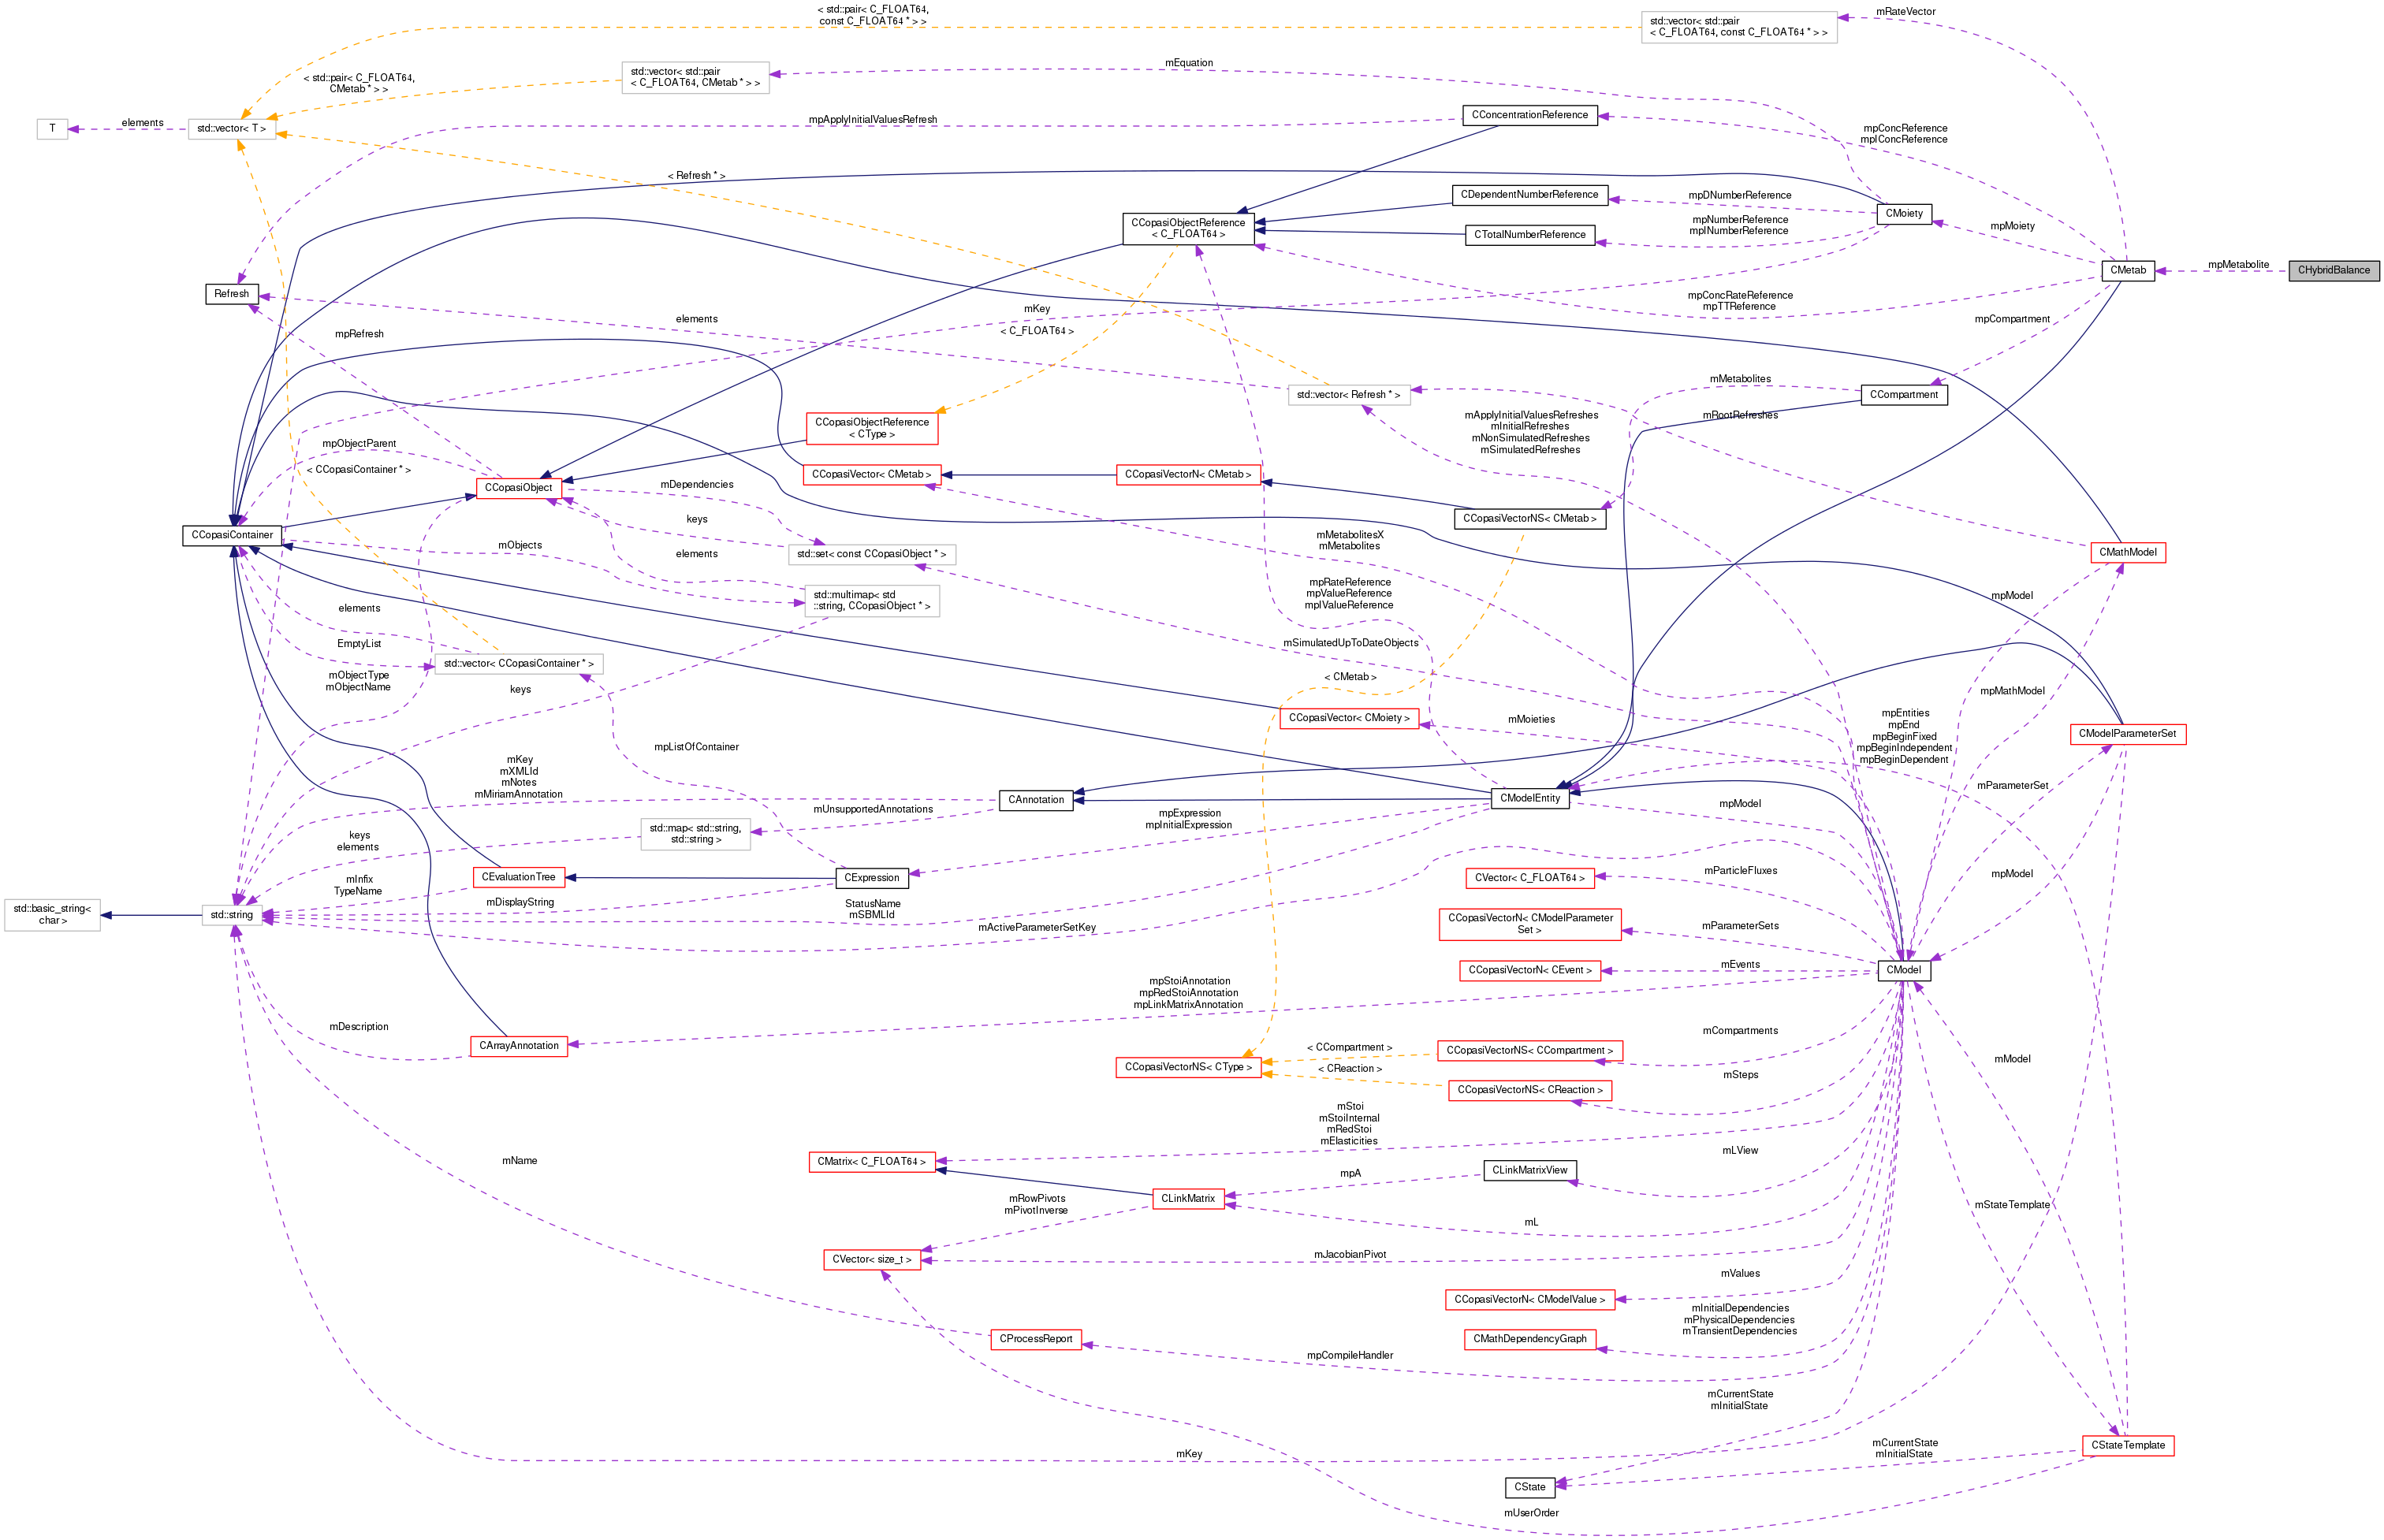 < std::pair< C_FLOAT64,
const C_FLOAT64 * > >
std::vector< std::pair
< C_FLOAT64, const C_FLOAT64 * > >
mRateVector
< std::pair< C_FLOAT64,
CMetab * > >
std::vector< std::pair
< C_FLOAT64, CMetab * > >
mEquation
T
elements
std::vector< T >
mpApplyInitialValuesRefresh
CConcentrationReference
mpConcReference
mpIConcReference
< Refresh * >
CDependentNumberReference
mpDNumberReference
CCopasiObjectReference
< C_FLOAT64 >
CTotalNumberReference
mpNumberReference
mpINumberReference
CMoiety
mpMoiety
CMetab
mpMetabolite
CHybridBalance
Refresh
mpRefresh
elements
mKey
< C_FLOAT64 >
mpConcRateReference
mpTTReference
mpCompartment
std::vector< Refresh * >
mMetabolites
CCompartment
mApplyInitialValuesRefreshes
mInitialRefreshes
mNonSimulatedRefreshes
mSimulatedRefreshes
mRootRefreshes
CCopasiObjectReference
< CType >
mpObjectParent
< CCopasiContainer * >
CCopasiObject
mDependencies
CCopasiVector< CMetab >
CCopasiVectorN< CMetab >
CCopasiVectorNS< CMetab >
CCopasiContainer
mObjects
keys
elements
std::set< const CCopasiObject * >
mMetabolitesX
mMetabolites
CMathModel
std::multimap< std
::string, CCopasiObject * >
mpRateReference
mpValueReference
mpIValueReference
mpModel
elements
EmptyList
mSimulatedUpToDateObjects
std::vector< CCopasiContainer * >
mObjectType
mObjectName
keys
< CMetab >
mpMathModel
CCopasiVector< CMoiety >
mMoieties
mpEntities
mpEnd
mpBeginFixed
mpBeginIndependent
mpBeginDependent
CModelParameterSet
mpListOfContainer
mKey
mXMLId
mNotes
mMiriamAnnotation
mUnsupportedAnnotations
CAnnotation
CModelEntity
mpModel
mParameterSet
keys
elements
std::map< std::string,
std::string >
mpExpression
mpInitialExpression
mInfix
TypeName
CEvaluationTree
CExpression
CVector< C_FLOAT64 >
mParticleFluxes
mpModel
std::basic_string<
char >
std::string
mDisplayString
StatusName
mSBMLId
mActiveParameterSetKey
CCopasiVectorN< CModelParameter
Set >
mParameterSets
CCopasiVectorN< CEvent >
mEvents
CModel
mpStoiAnnotation
mpRedStoiAnnotation
mpLinkMatrixAnnotation
mDescription
CArrayAnnotation
< CCompartment >
CCopasiVectorNS< CCompartment >
mCompartments
mModel
CCopasiVectorNS< CType >
< CReaction >
CCopasiVectorNS< CReaction >
mSteps
mStoi
mStoiInternal
mRedStoi
mElasticities
mName
CMatrix< C_FLOAT64 >
mpA
CLinkMatrixView
mLView
mRowPivots
mPivotInverse
CLinkMatrix
mL
mStateTemplate
CVector< size_t >
mJacobianPivot
CCopasiVectorN< CModelValue >
mValues
CProcessReport
mpCompileHandler
CMathDependencyGraph
mInitialDependencies
mPhysicalDependencies
mTransientDependencies
mCurrentState
mInitialState
mKey
mCurrentState
mInitialState
CStateTemplate
CState
mUserOrder